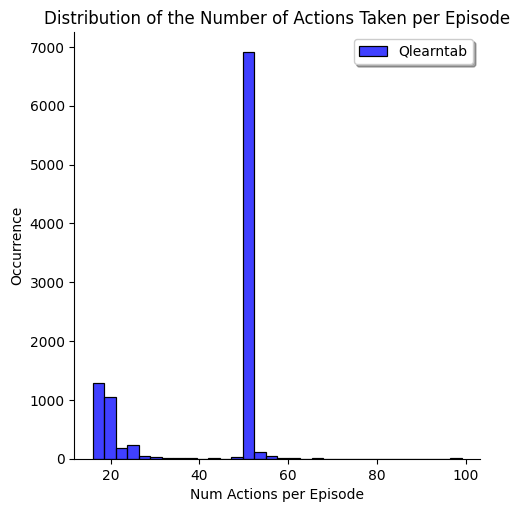 Distribution of the Number of Actions Taken per Episode
Qlearntab
7000
6000
5000
4000
3000
2000
1000
0
Occurrence
20 40 60 80 100
Num Actions per Episode